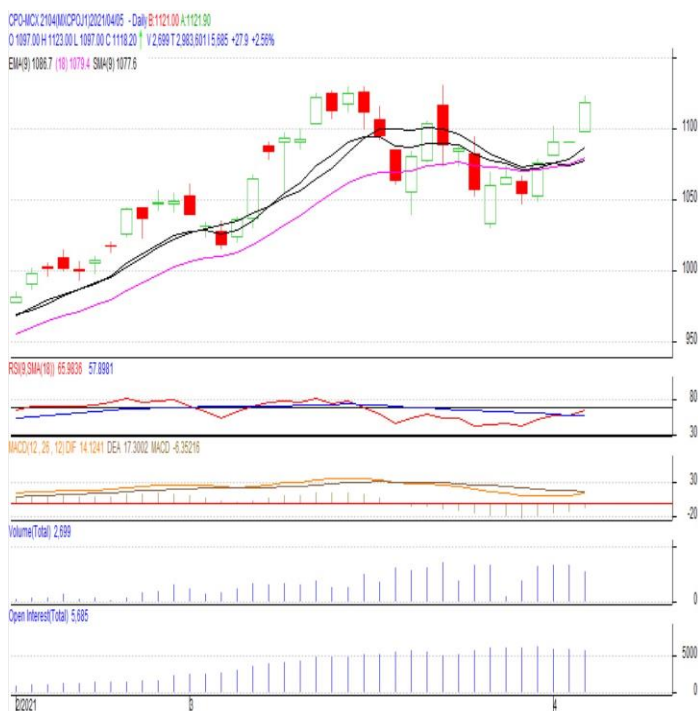 CPO-MCX 2104(MXCPOJ1)2021/04/05 - Daily B:1121.00 A:1121.90
O 1097.00 H 1123.00 L 1097.00 C 1118.20 ↑ V 2,699 T 2,983,601 I 5,685 +27.9 +2.56%
EMA(9) 1086.7 (18) 1079.4 SMA(9) 1077.6
1100
1050
1000
950
RSI(9,SMA(18)) 65.9836 57.8981
80
30
MACD(12 , 25 , 12) DIF 14.1241 DEA 17.3002 MACD -6.35216
30
-20
Volume(Total) 2,699
0
Open Interest(Total) 5,685
5000
0
2/2021 3 4